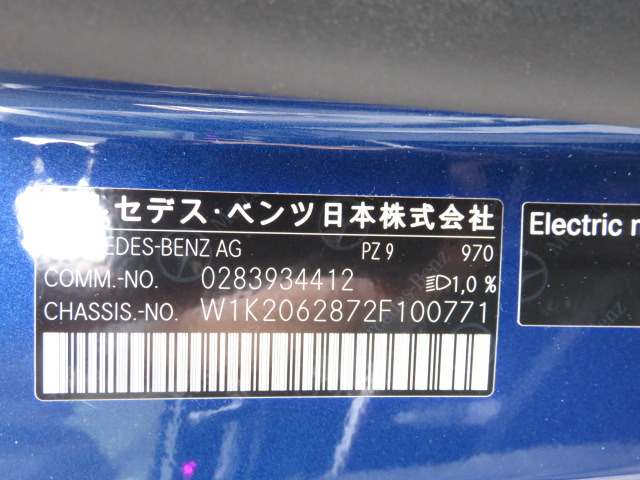 セデス・ベンツ日本株式会社
EDES-BENZ AG PZ 9 970
COMM.-NO. 0283934412 1,0 %
CHASSIS.-NO. W1K2062872F100771
Electric